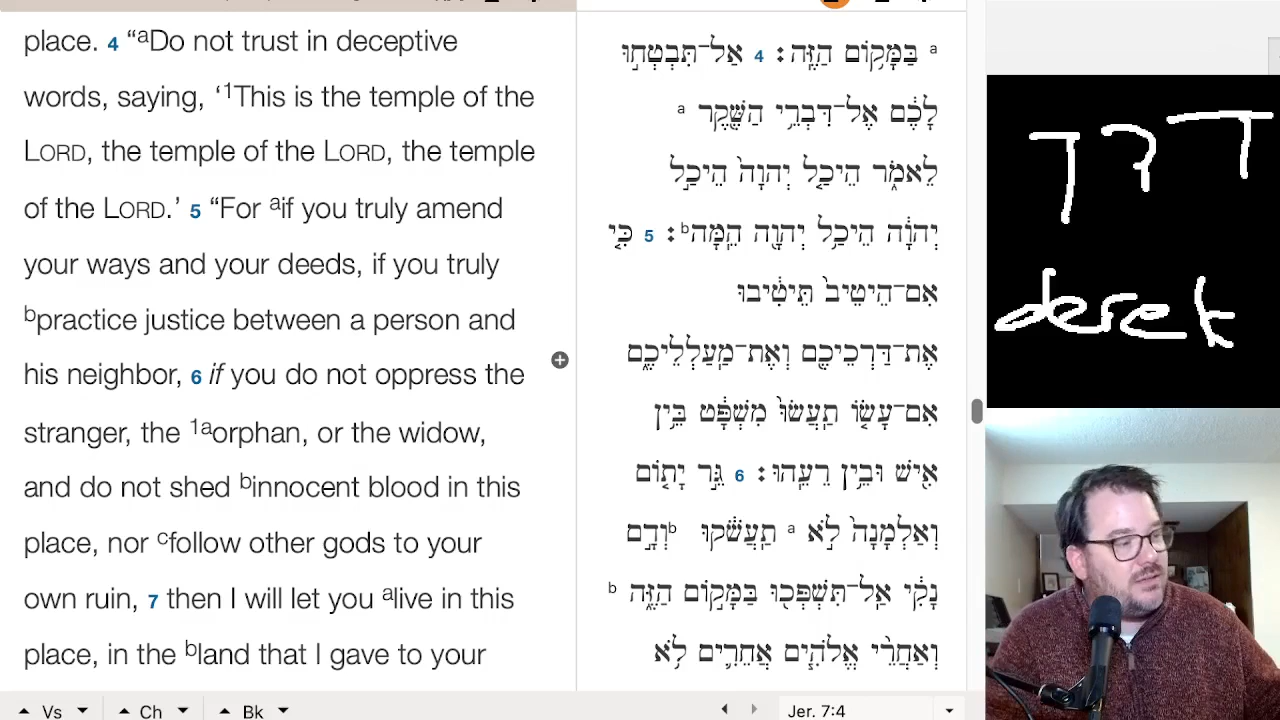 place. 4 “ᵃDo not trust in deceptive
words, saying, ‘¹This is the temple of the
LORD, the temple of the LORD, the temple
of the LORD.’ 5 “For ᵃif you truly amend
your ways and your deeds, if you truly
ᵇpractice justice between a person and
his neighbor, 6 if you do not oppress the
stranger, the ¹ᵃorphan, or the widow,
and do not shed ᵇinnocent blood in this
place, nor ᶜfollow other gods to your
own ruin, 7 then I will let you ᵃlive in this
place, in the ᵇland that I gave to your
ᵃ בַּמָּק֥וֹם הַזֶּֽה׃ 4 אַל־תִּבְטְח֣וּ
לָכֶ֔ם אֶל־דִּבְרֵ֥י הַשֶּׁ֖קֶר ᵃ
לֵאמֹ֑ר הֵיכַ֤ל יְהוָה֙ הֵיכַ֣ל
יְהוָ֔ה הֵיכַ֥ל יְהוָ֖ה הֵֽמָּה ᵇ׃ 5 כִּ֤י
אִם־הֵיטֵיב֙ תֵּיטִ֔יבוּ
אֶת־דַּרְכֵיכֶ֖ם וְאֶת־מַֽעַלְלֵיכֶ֑ם
אִם־עָשׂ֤וֹ תַֽעֲשׂוּ֙ מִשְׁפָּ֔ט בֵּ֥ין
אִ֖ישׁ וּבֵ֥ין רֵעֵֽהוּ׃ 6 גֵּ֣ר יָת֤וֹם
וְאַלְמָנָה֙ לֹ֣א ᵃ תַֽעֲשֹׁ֔קוּ ᵇ וְדָ֣ם
נָקִ֔י אַֽל־תִּשְׁפְּכ֖וּ בַּמָּק֣וֹם הַזֶּ֑ה ᵇ
וְאַחֲרֵ֨י אֱלֹהִ֧ים אֲחֵרִ֛ים לֹ֥א
דרך
derek
Vs Ch Bk Jer. 7:4